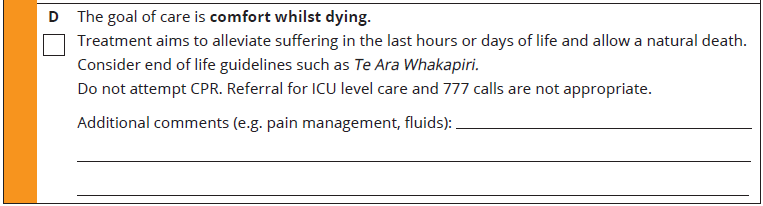 D The goal of care is comfort whilst dying.
Treatment aims to alleviate suffering in the last hours or days of life and allow a natural death.
Consider end of life guidelines such as Te Ara Whakapiri.
Do not attempt CPR. Referral for ICU level care and 777 calls are not appropriate.
Additional comments (e.g. pain management, fluids):